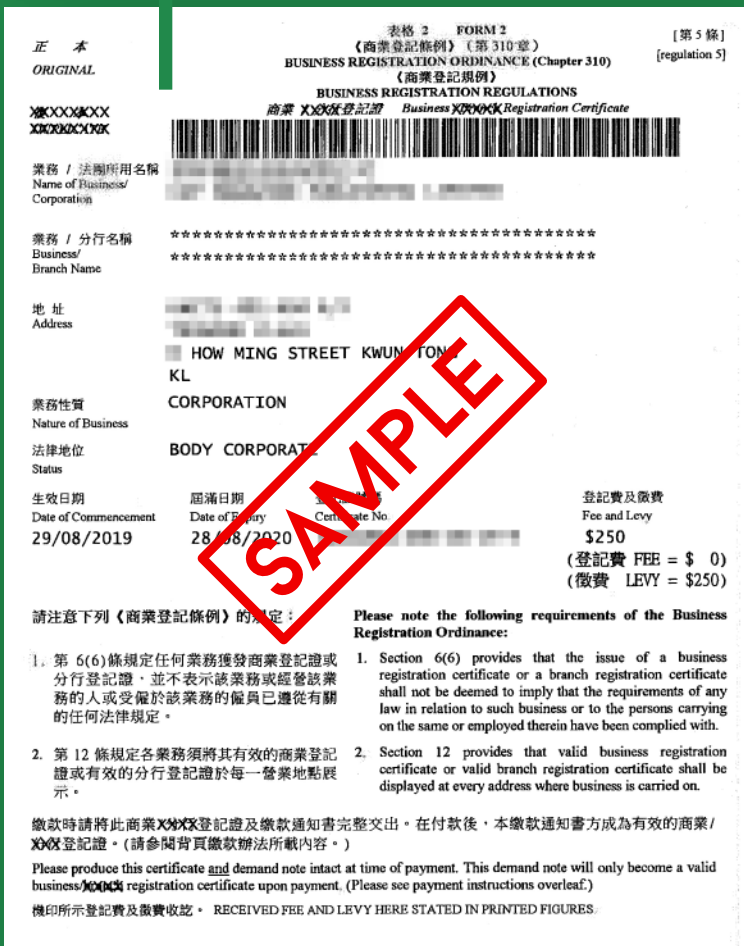 正 本
ORIGINAL
表格 2 FORM 2
《商業登記條例》(第 310 章)
BUSINESS REGISTRATION ORDINANCE (Chapter 310)
《商業登記規例》
BUSINESS REGISTRATION REGULATIONS
[第 5 條]
[regulation 5]
商業 登記證 Business Registration Certificate
業務 / 法團所用名稱
Name of Business/
Corporation
業務 / 分行名稱
Business/
Branch Name
***************************************
***************************************
地 址
Address
HOW MING STREET KWUN TONG
KL
業務性質
Nature of Business
CORPORATION
法律地位
Status
BODY CORPORATE
生效日期 屆滿日期 登記費及徵費
Date of Commencement Date of Expiry Certificate No. Fee and Levy
29/08/2019 28/08/2020 $250
(登記費 FEE = $ 0)
(徵費 LEVY = $250)
SAMPLE
請注意下列《商業登記條例》的規定:
1. 第 6(6)條規定任何業務獲發商業登記證或
分行登記證,並不表示該業務或經營該業
務的人或受僱於該業務的僱員已遵從有關
的任何法律規定。
2. 第 12 條規定各業務須將其有效的商業登記
證或有效的分行登記證於每一營業地點展
示。
Please note the following requirements of the Business
Registration Ordinance:
1. Section 6(6) provides that the issue of a business
registration certificate or a branch registration certificate
shall not be deemed to imply that the requirements of any
law in relation to such business or to the persons carrying
on the same or employed therein have been complied with.
2. Section 12 provides that valid business registration
certificate or valid branch registration certificate shall be
displayed at every address where business is carried on.
繳款時請將此商業 登記證及繳款通知書完整交出。在付款後,本繳款通知書方成為有效的商業/
登記證。(請參閱背頁繳款辦法所載內容。)
Please produce this certificate and demand note intact at time of payment. This demand note will only become a valid
business/ registration certificate upon payment. (Please see payment instructions overleaf.)
機印所示登記費及徵費收訖。 RECEIVED FEE AND LEVY HERE STATED IN PRINTED FIGURES.